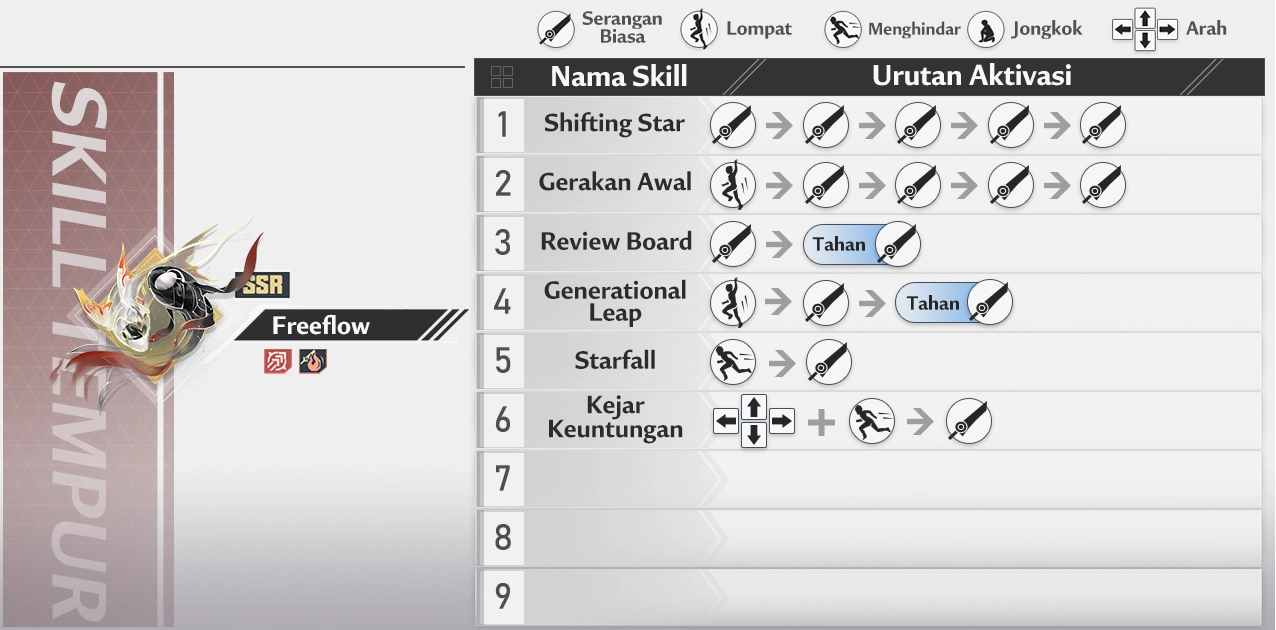 Serangan
Biasa
Lompat
Menghindar
Jongkok
Arah
Nama Skill
Urutan Aktivasi
SKILL TEMPUR
SSR
Freeflow
1
Shifting Star
2
Gerakan Awal
3
Review Board
Tahan
4
Generational
Leap
Tahan
5
Starfall
6
Kejar
Keuntungan
7
8
9